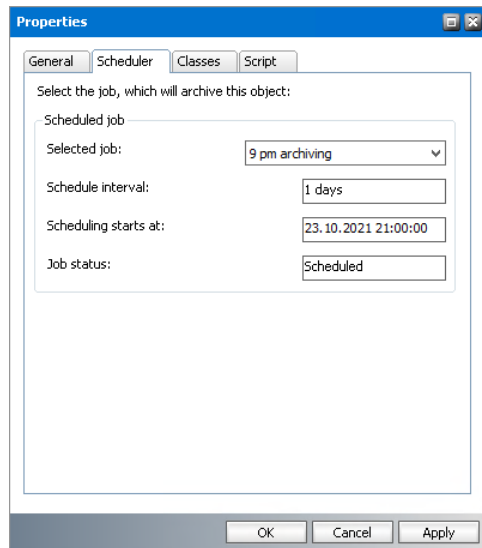 Properties
General Scheduler Classes Script
Select the job, which will archive this object:
Scheduled job
Selected job: 9 pm archiving
Schedule interval: 1 days
Scheduling starts at: 23.10.2021 21:00:00
Job status: Scheduled
OK Cancel Apply